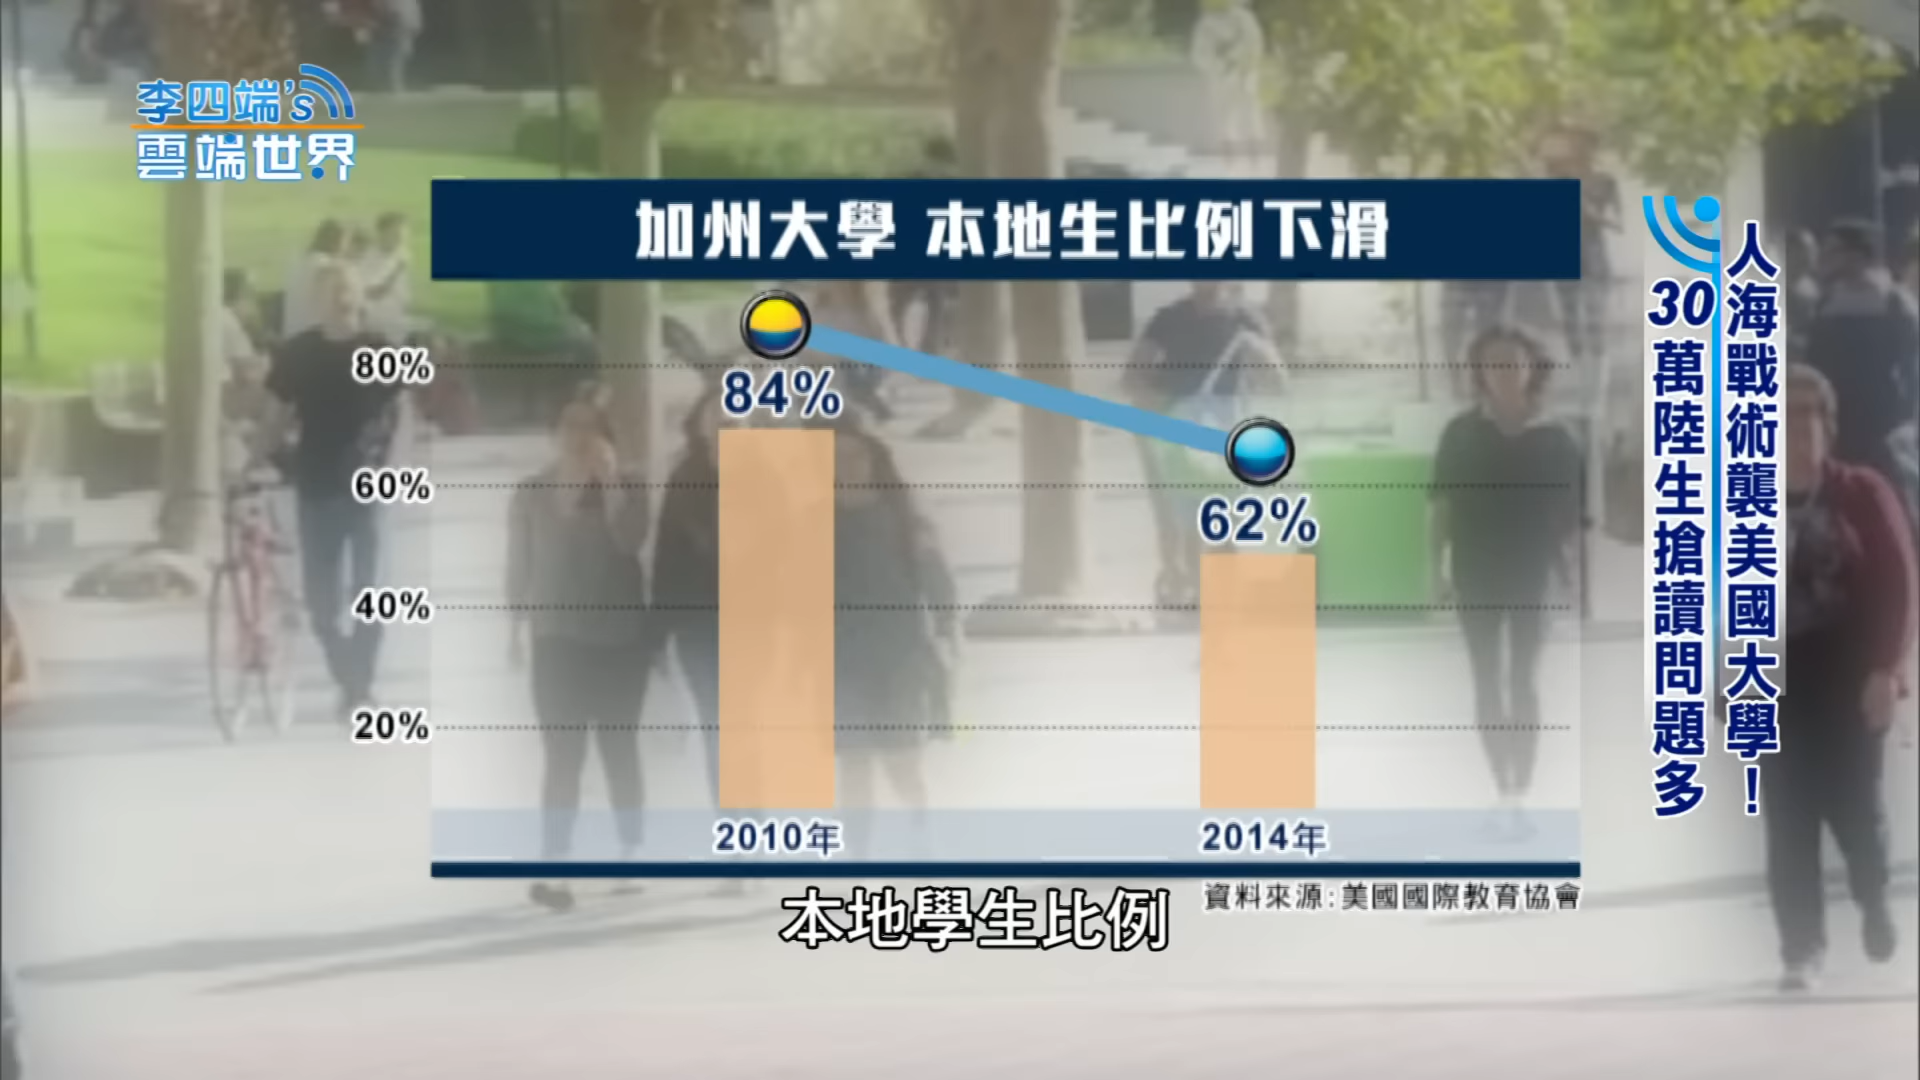 李四端's
雲端世界
加州大學 本地生比例下滑
80%
60%
40%
20%
84%
62%
2010年
2014年
資料來源:美國國際教育協會
本地學生比例
人海戰術襲美國大學！
30萬陸生搶讀問題多